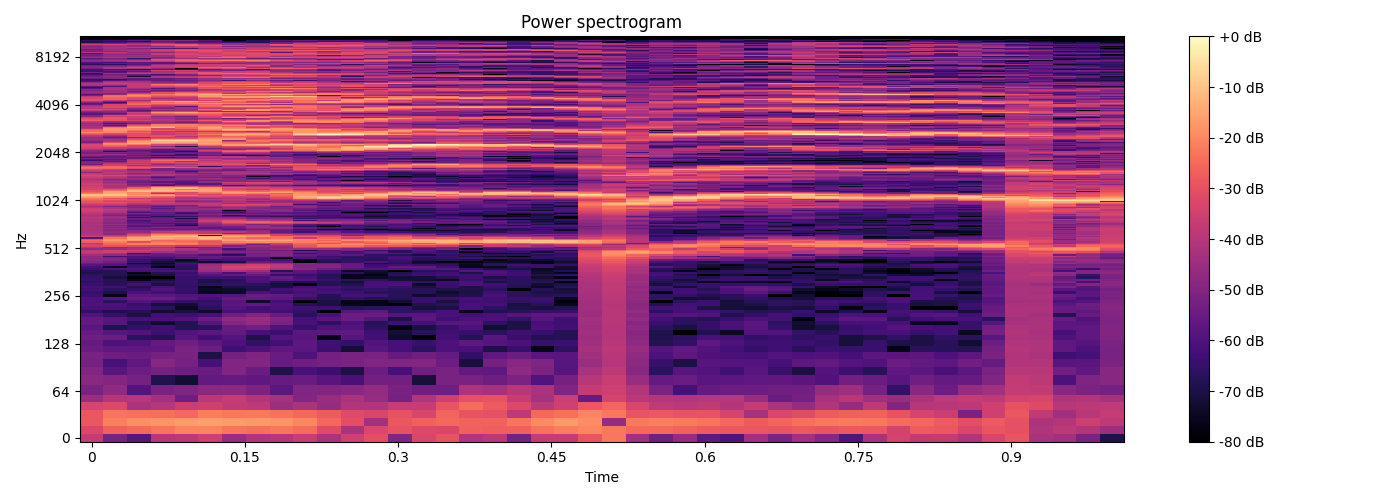 Power spectrogram
8192
4096
2048
1024
512
256
128
64
0
Hz
0 0.15 0.3 0.45 0.6 0.75 0.9
Time
+0 dB
-10 dB
-20 dB
-30 dB
-40 dB
-50 dB
-60 dB
-70 dB
-80 dB